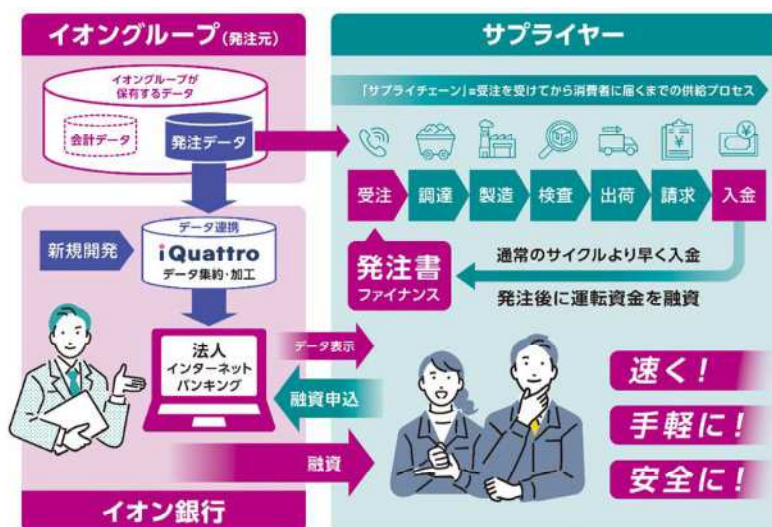 イオングループ(発注元)
イオングループが
保有するデータ
会計データ
発注データ
新規開発
データ連携
iQuattro
データ集約・加工
法人
インターネット
バンキング
イオン銀行
サプライヤー
「サプライチェーン」=受注を受けてから消費者に届くまでの供給プロセス
受注
調達
製造
検査
出荷
請求
入金
発注書
ファイナンス
通常のサイクルより早く入金
発注後に運転資金を融資
データ表示
融資申込
融資
速く!
手軽に!
安全に!